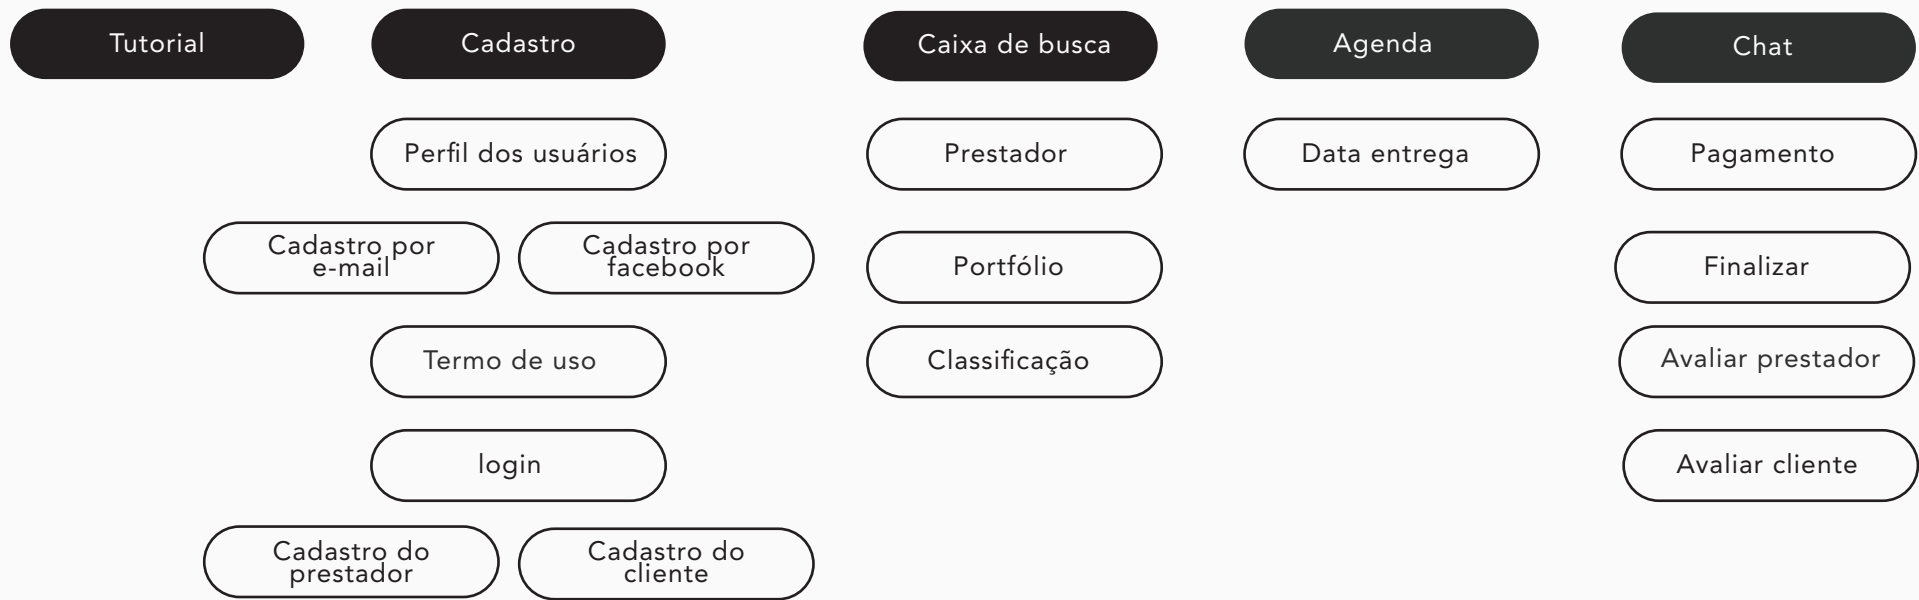 Tutorial
Cadastro
Caixa de busca
Agenda
Chat
Perfil dos usuários
Prestador
Data entrega
Pagamento
Cadastro por
e-mail
Cadastro por
facebook
Portfólio
Finalizar
Termo de uso
Classificação
Avaliar prestador
login
Avaliar cliente
Cadastro do
prestador
Cadastro do
cliente